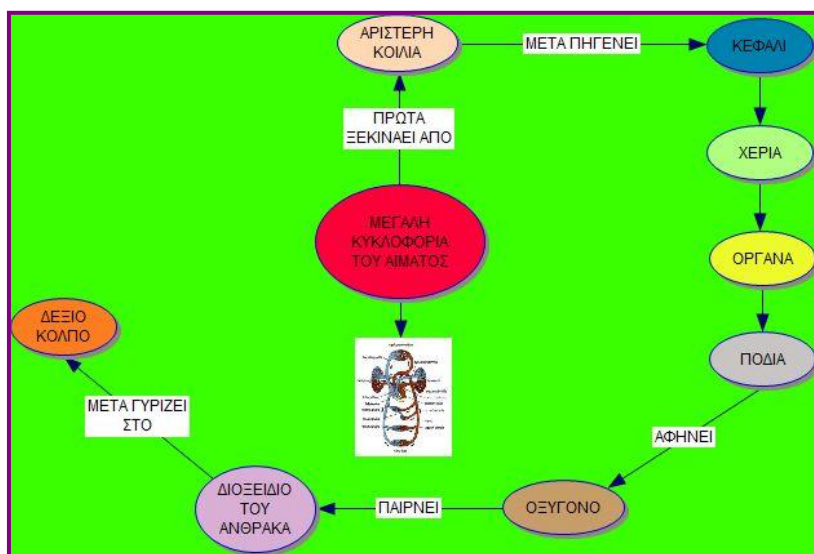 ΑΡΙΣΤΕΡΗ
ΚΟΙΛΙΑ
ΜΕΤΑ ΠΗΓΕΝΕΙ
ΚΕΦΑΛΙ
ΠΡΩΤΑ
ΞΕΚΙΝΑΕΙ ΑΠΟ
ΧΕΡΙΑ
ΜΕΓΑΛΗ
ΚΥΚΛΟΦΟΡΙΑ
ΤΟΥ ΑΙΜΑΤΟΣ
ΟΡΓΑΝΑ
ΔΕΞΙΟ
ΚΟΛΠΟ
ΠΟΔΙΑ
ΜΕΤΑ ΓΥΡΙΖΕΙ
ΣΤΟ
ΑΦΗΝΕΙ
ΔΙΟΞΕΙΔΙΟ
ΤΟΥ
ΑΝΘΡΑΚΑ
ΠΑΙΡΝΕΙ
ΟΞΥΓΟΝΟ